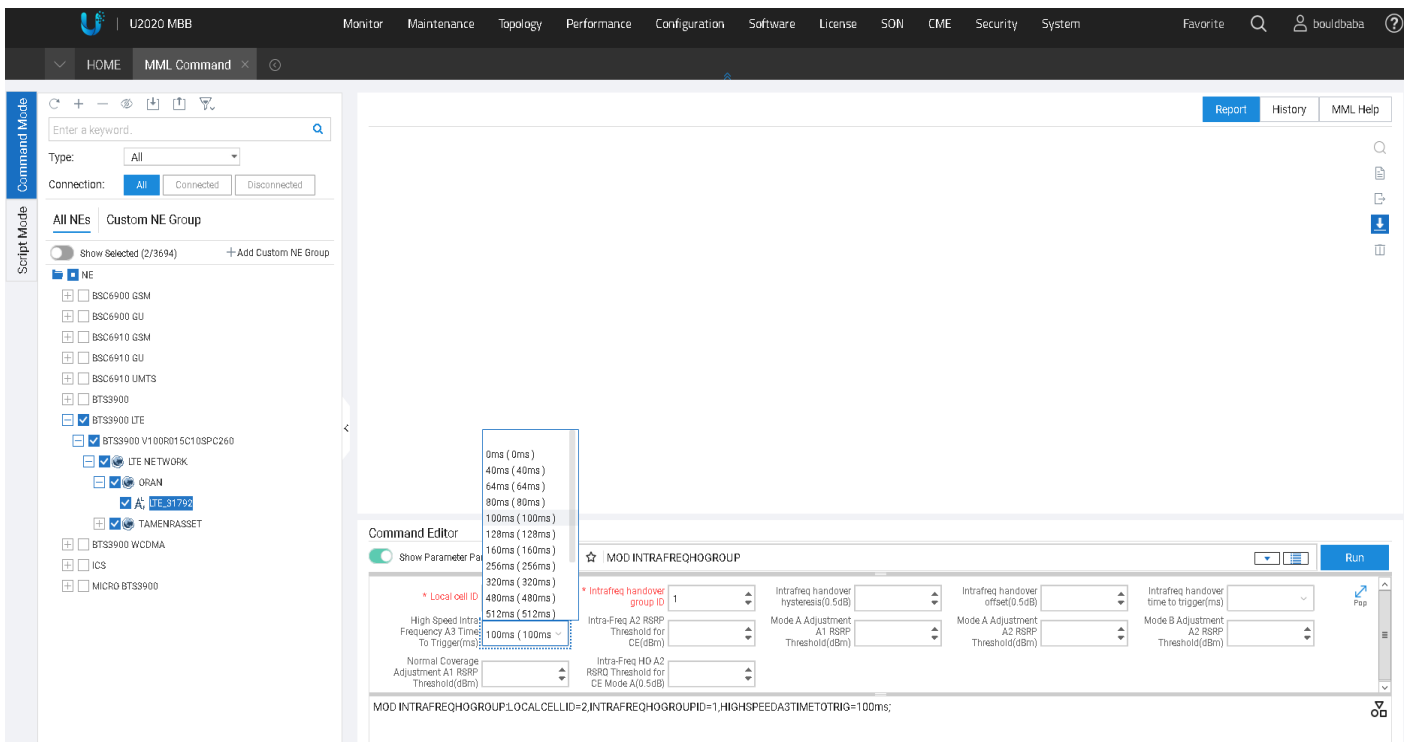 U2020 MBB
Monitor Maintenance Topology Performance Configuration Software License SON CME Security System
Favorite
bouldbaba
HOME
MML Command
Command Mode
Script Mode
Enter a keyword.
Type: All
Connection: All Connected Disconnected
All NEs Custom NE Group
Show Selected (2/3694) +Add Custom NE Group
NE
BSC6900 GSM
BSC6900 GU
BSC6910 GSM
BSC6910 GU
BSC6910 UMTS
BTS3900
BTS3900 LTE
BTS3900 V100R015C10SPC260
LTE NETWORK
ORAN
LTE_31792
TAMENRASSET
BTS3900 WCDMA
ICS
MICRO BTS3900
Report History MML Help
0ms ( 0ms )
40ms ( 40ms )
64ms ( 64ms )
80ms ( 80ms )
100ms ( 100ms )
128ms ( 128ms )
160ms ( 160ms )
256ms ( 256ms )
320ms ( 320ms )
480ms ( 480ms )
512ms ( 512ms )
Command Editor
Show Parameter Pa
MOD INTRAFREQHOGROUP
Run
* Local cell ID
* Intrafreq handover
group ID
1
Intrafreq handover
hysteresis(0.5dB)
Intrafreq handover
offset(0.5dB)
Intrafreq handover
time to trigger(ms)
Pop
High Speed Intra
Frequency A3 Time
To Trigger(ms)
100ms ( 100ms
Intra-Freq A2 RSRP
Threshold for
CE(dBm)
Mode A Adjustment
A1 RSRP
Threshold(dBm)
Mode A Adjustment
A2 RSRP
Threshold(dBm)
Mode B Adjustment
A2 RSRP
Threshold(dBm)
Normal Coverage
Adjustment A1 RSRP
Threshold(dBm)
Intra-Freq HO A2
RSRQ Threshold for
CE Mode A(0.5dB)
MOD INTRAFREQHOGROUP:LOCALCELLID=2,INTRAFREQHOGROUPID=1,HIGHSPEEDA3TIMETOTRIG=100ms;